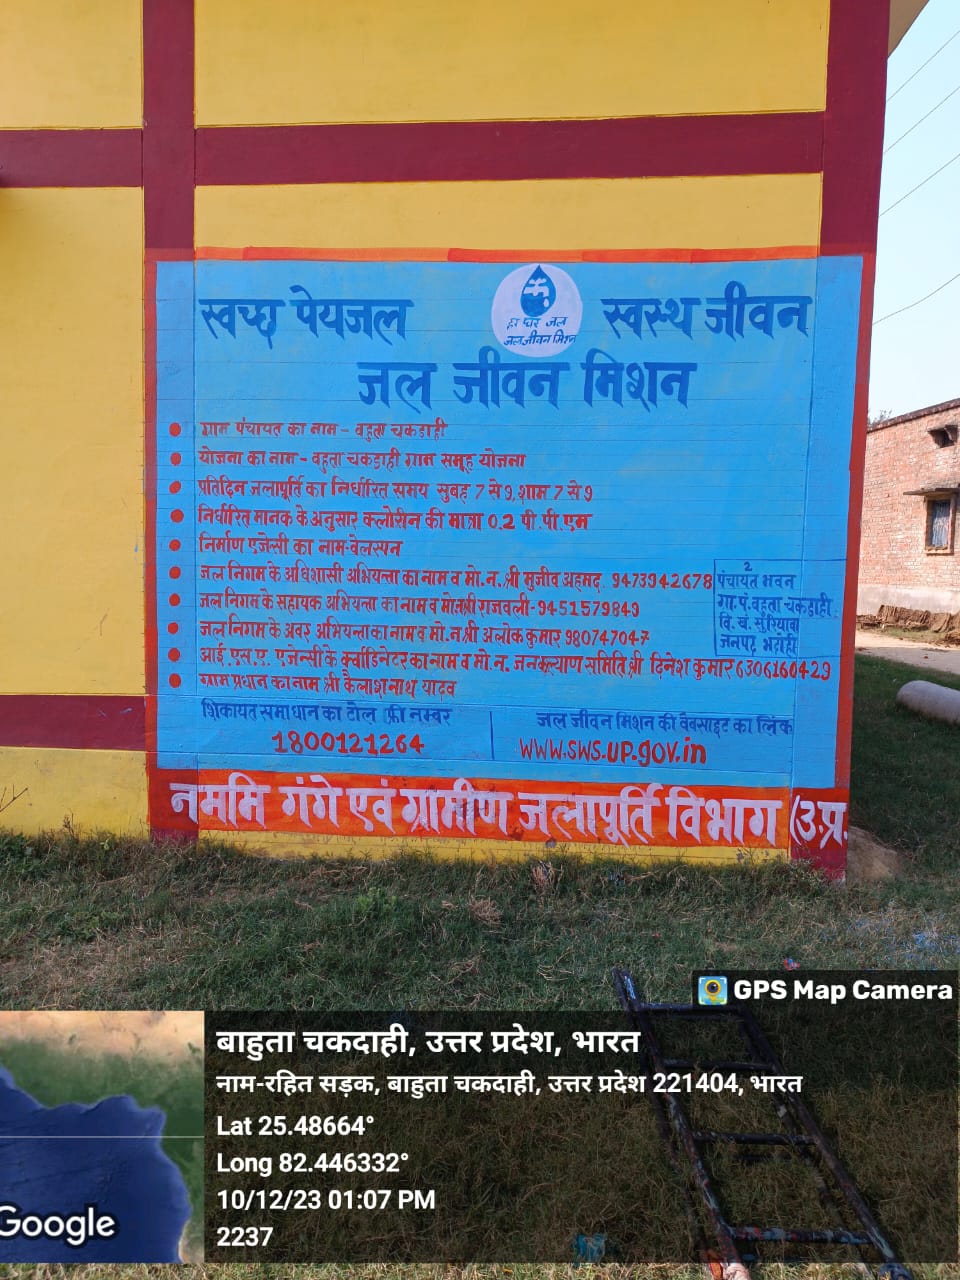 स्वच्छ पेयजल
स्वस्थ जीवन
हर घर जल
जल जीवन मिशन
जल जीवन मिशन
ग्राम पंचायत का नाम - बहुता चकडाही
योजना का नाम - बहुता चकडाही ग्राम समूह योजना
प्रतिदिन जलापूर्ति का निर्धारित समय सुबह 7 से 9, शाम 7 से 9
निर्धारित मानक के अनुसार क्लोरीन की मात्रा 0.2 पी.पी.एम
निर्माण एजेंसी का नाम-वेलस्पन
जल निगम के अधिशासी अभियन्ता का नाम व मो.न. श्री मुजीव अहमद 9473942678
जल निगम के सहायक अभियन्ता का नाम व मो.न.श्री राजवली-9451579849
जल निगम के अवर अभियन्ता का नाम व मो.न.श्री अलोक कुमार 980747047
आई.एस.ए. एजेन्सी के क्वार्डिनेटर का नाम व मो.न. जनकल्याण समिति श्री दिनेश कुमार 6306160429
ग्राम प्रधान का नाम श्री कैलाश नाथ यादव
2
पंचायत भवन
ग्रा.पं.बहुता चकडाही
वि.खं.सुरियावा
जनपद भदोही
शिकायत समाधान का टोल फ्री नम्बर
1800121264
जल जीवन मिशन की वेबसाइट का लिंक
www.sws.up.gov.in
नममि गंगे एवं ग्रामीण जलापूर्ति विभाग (उ.प्र.
GPS Map Camera
बाहुता चकदाही, उत्तर प्रदेश, भारत
नाम-रहित सड़क, बाहुता चकदाही, उत्तर प्रदेश 221404, भारत
Lat 25.48664°
Long 82.446332°
10/12/23 01:07 PM
2237
Google